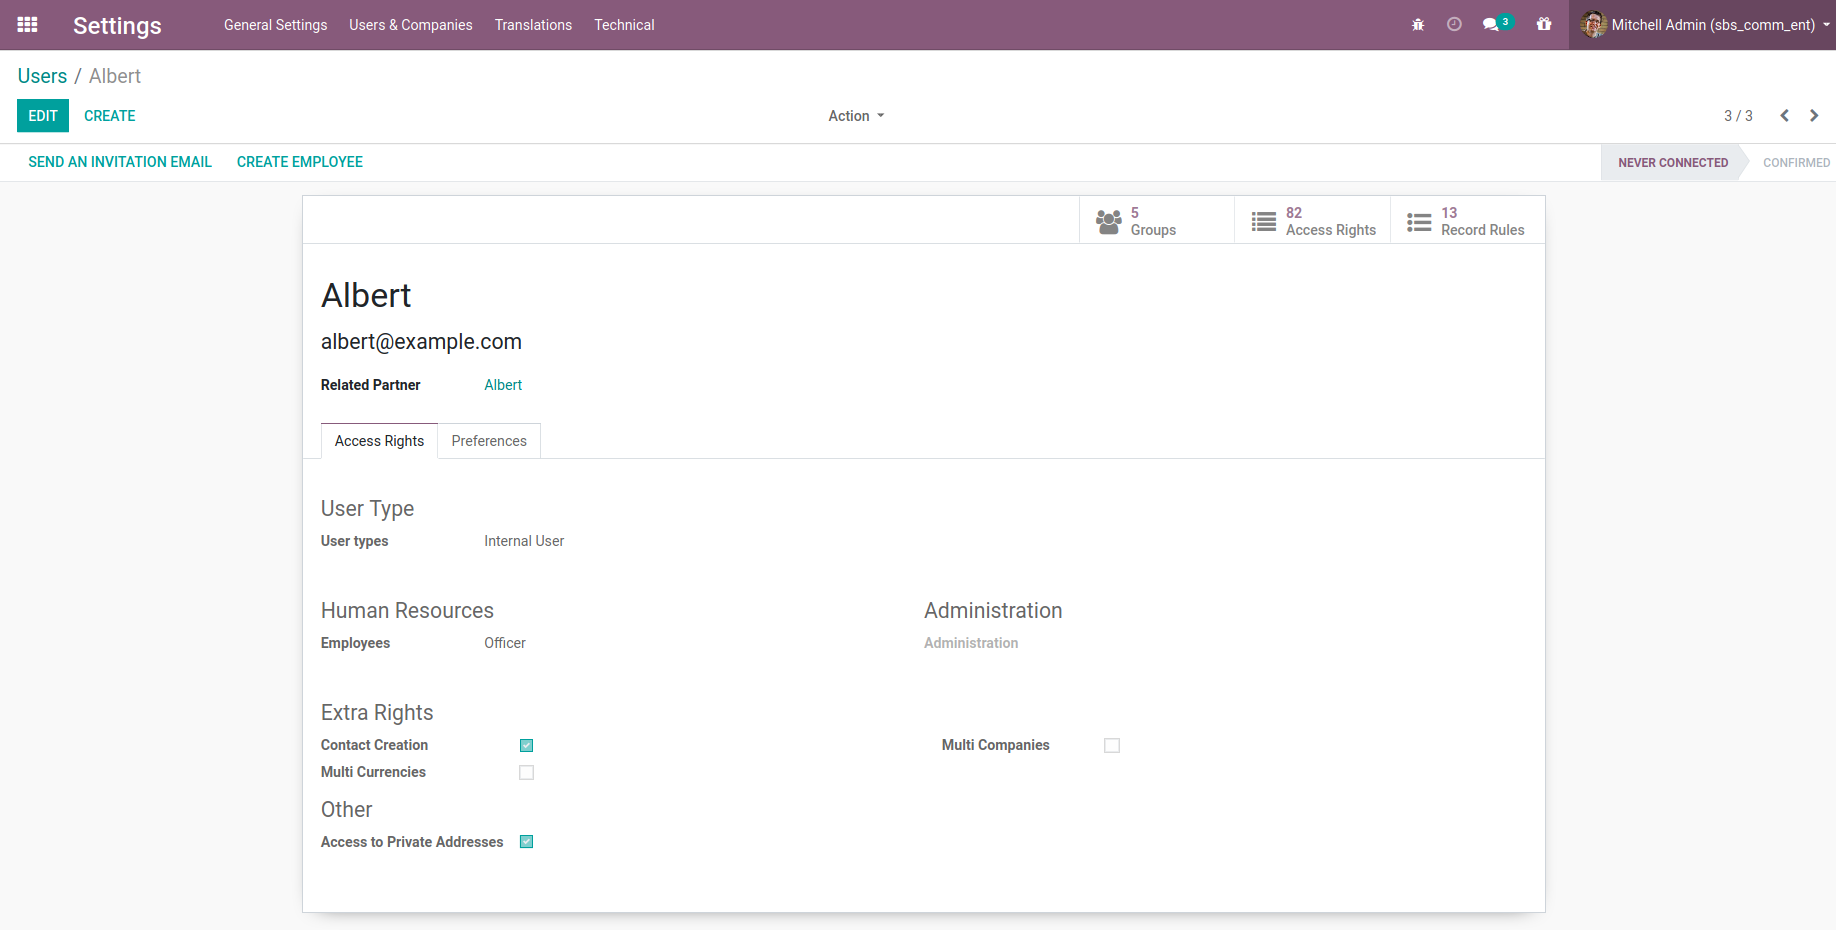 Settings General Settings Users & Companies Translations Technical 3 Mitchell Admin (sbs_comm_ent)
Users / Albert
EDIT CREATE Action 3 / 3
SEND AN INVITATION EMAIL CREATE EMPLOYEE NEVER CONNECTED CONFIRMED
5 82 13
Groups Access Rights Record Rules
Albert
albert@example.com
Related Partner Albert
Access Rights Preferences
User Type
User types Internal User
Human Resources Administration
Employees Officer Administration
Extra Rights
Contact Creation Multi Companies
Multi Currencies
Other
Access to Private Addresses